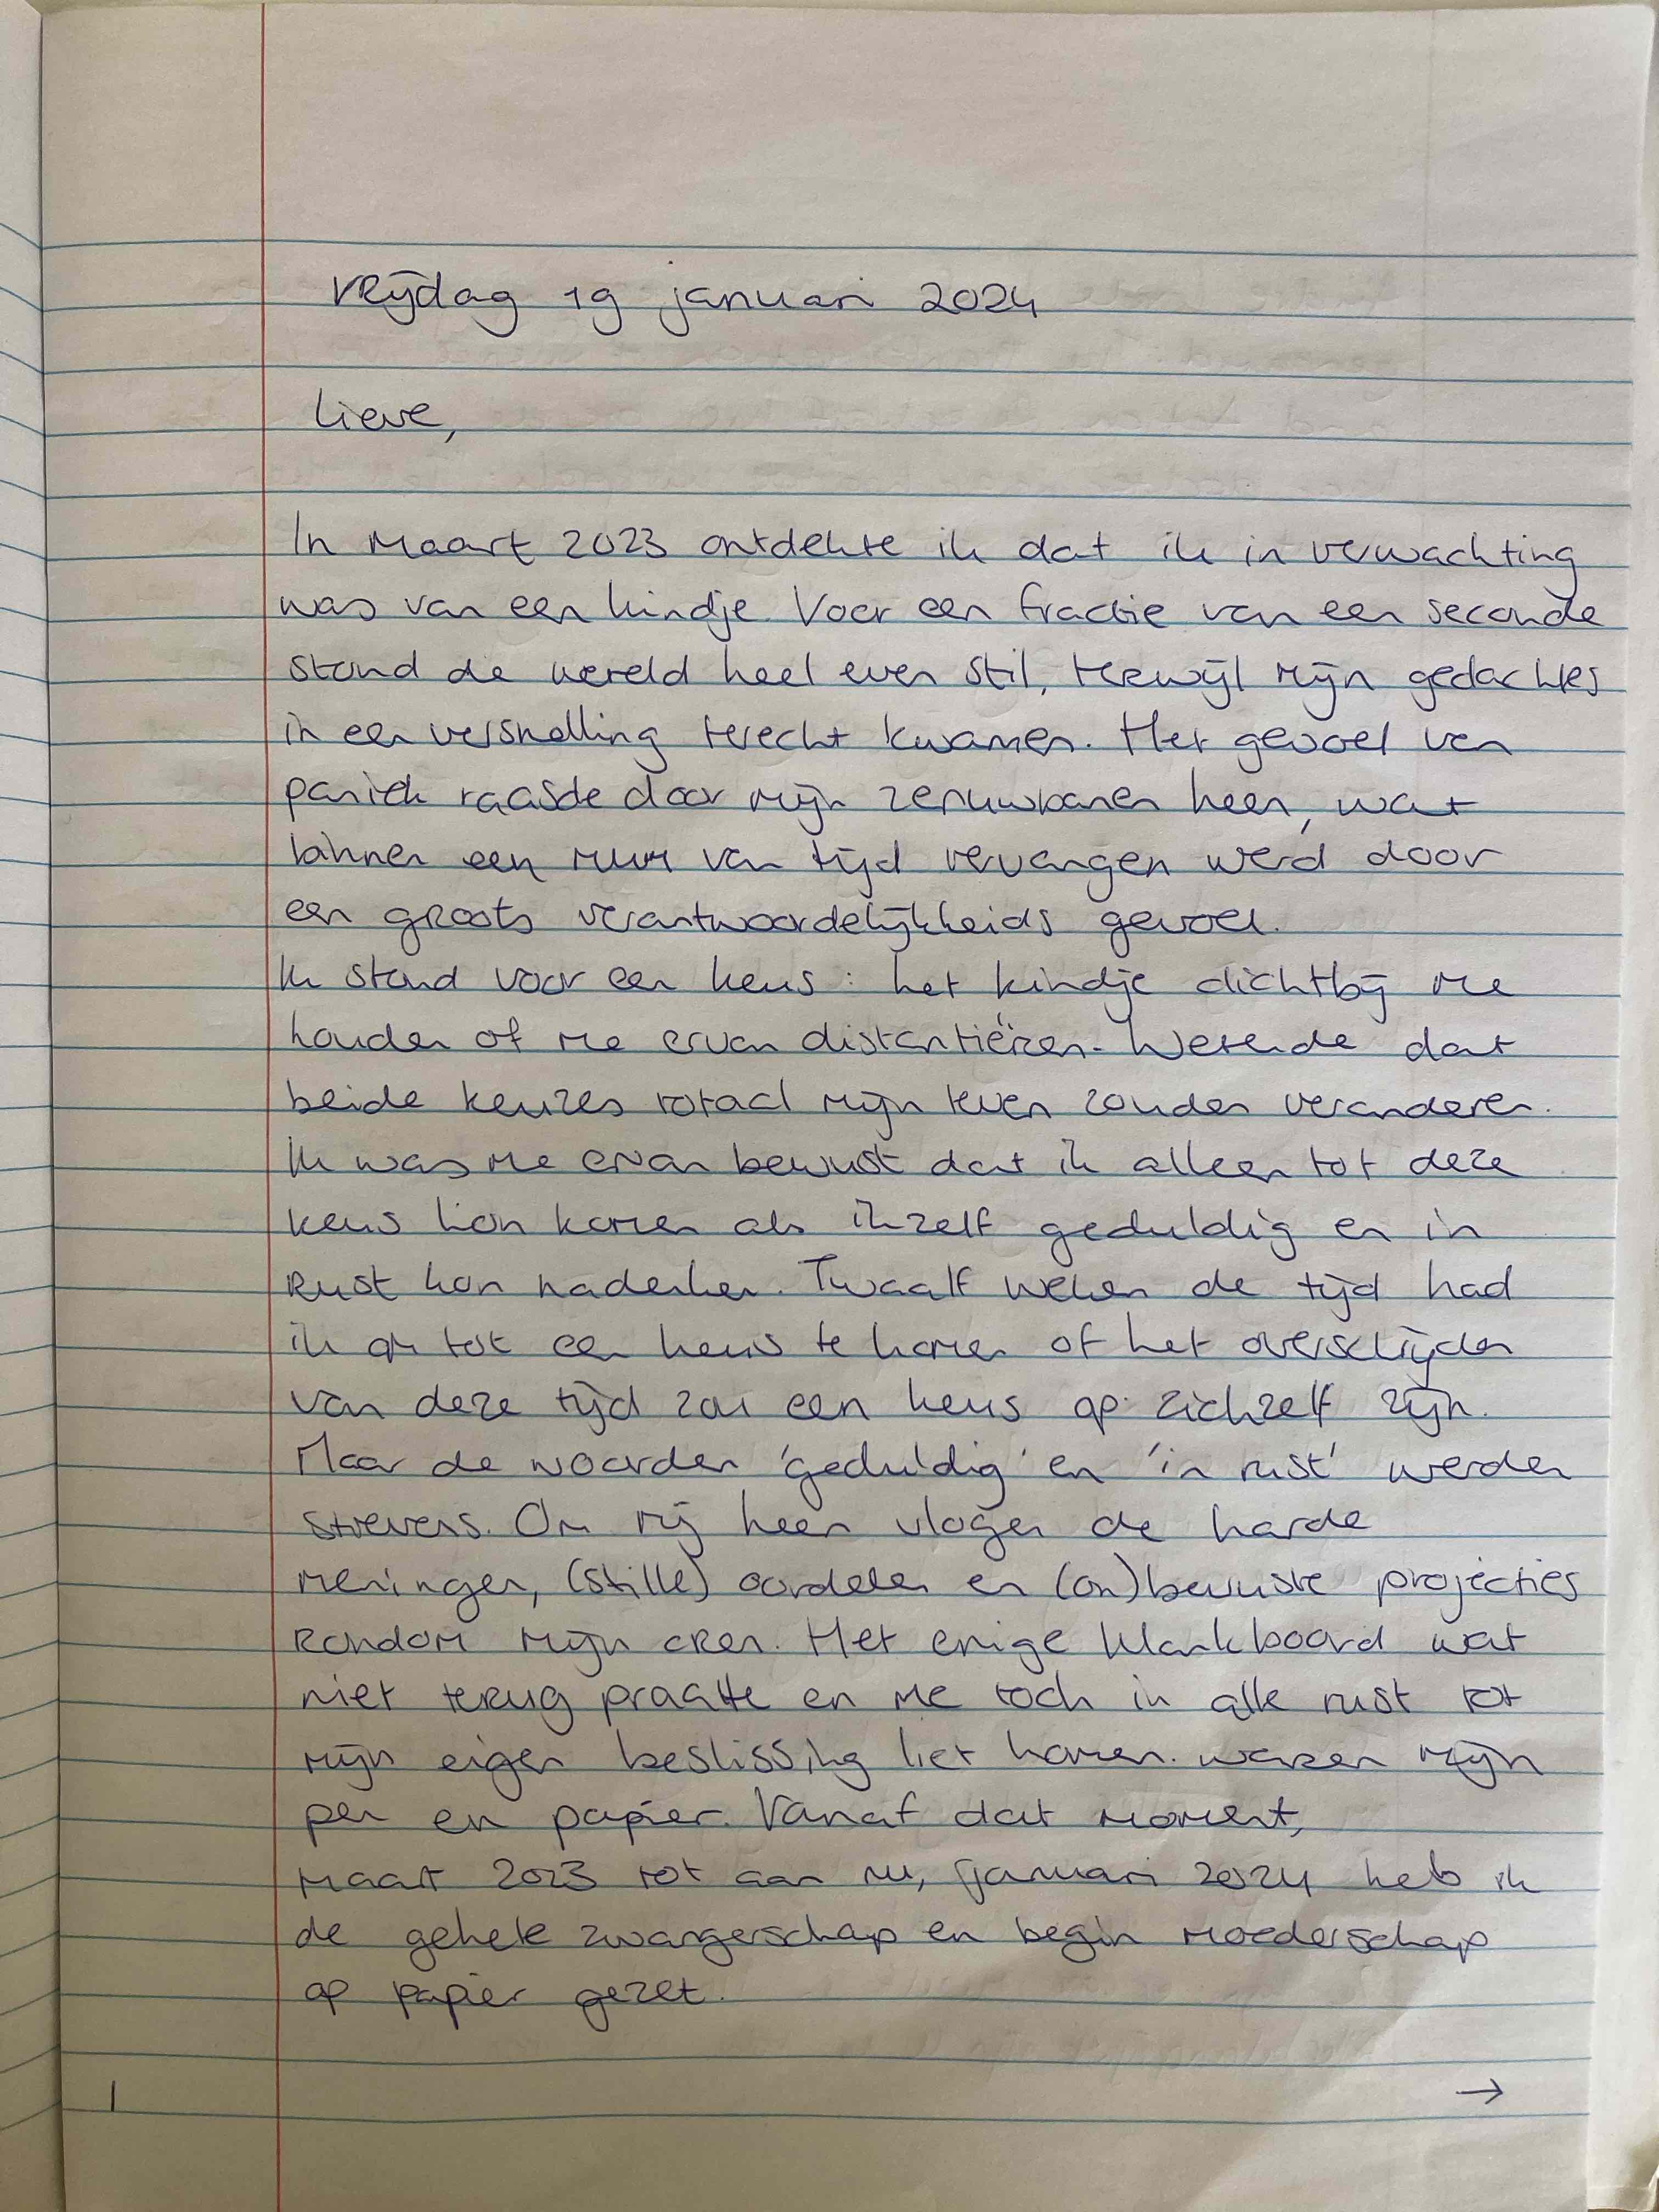 vrijdag 19 januari 2024
Lieve,
In maart 2023 ontdekte ik dat ik in verwachting
was van een kindje. Voor een fractie van een seconde
stond de wereld heel even stil, terwijl mijn gedachtes
in een versnelling terecht kwamen. Het gevoel van
paniek raasde door mijn zenuwbanen heen, wat
binnen een mum van tijd vervangen werd door
een groots verantwoordelijkheids gevoel.
Ik stond voor een keus: het kindje dichtbij me
houden of me ervan distantiëren. Wetende dat
beide keuzes totaal mijn leven zouden veranderen.
Ik was me ervan bewust dat ik alleen tot deze
keus kon komen als ikzelf geduldig en in
rust kon nadenken. Twaalf weken de tijd had
ik om tot een keus te komen of het overschrijden
van deze tijd zou een keus op zichzelf zijn.
Maar de woorden 'geduldig' en 'in rust' werden
stoevens. Om mij heen vlogen de harde
meningen, (stille) oordelen en (on)bewuste projecties
rondom mijn oren. Het enige klankboord wat
niet terug praatte en me toch in alle rust tot
mijn eigen beslissing liet komen. waren mijn
pen en papier. Vanaf dat moment,
maart 2023 tot aan nu, januari 2024 heb ik
de gehele zwangerschap en begin moederschap
op papier gezet.
1 →